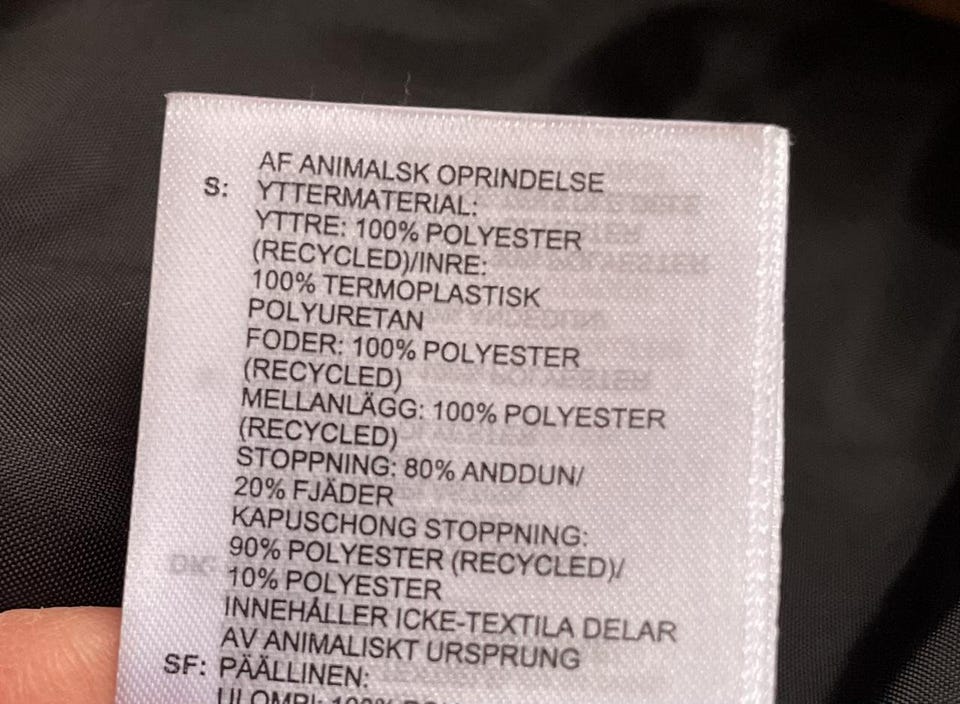 AF ANIMALSK OPRINDELSE
S: YTTERMATERIAL:
YTTRE: 100% POLYESTER
(RECYCLED)/INRE:
100% TERMOPLASTISK
POLYURETAN
FODER: 100% POLYESTER
(RECYCLED)
MELLANLÄGG: 100% POLYESTER
(RECYCLED)
STOPPNING: 80% ANDDUN/
20% FJÄDER
KAPUSCHONG STOPPNING:
90% POLYESTER (RECYCLED)/
10% POLYESTER
INNEHÅLLER ICKE-TEXTILA DELAR
AV ANIMALISKT URSPRUNG
SF: PÄÄLLINEN:
ULOMPI: 100%